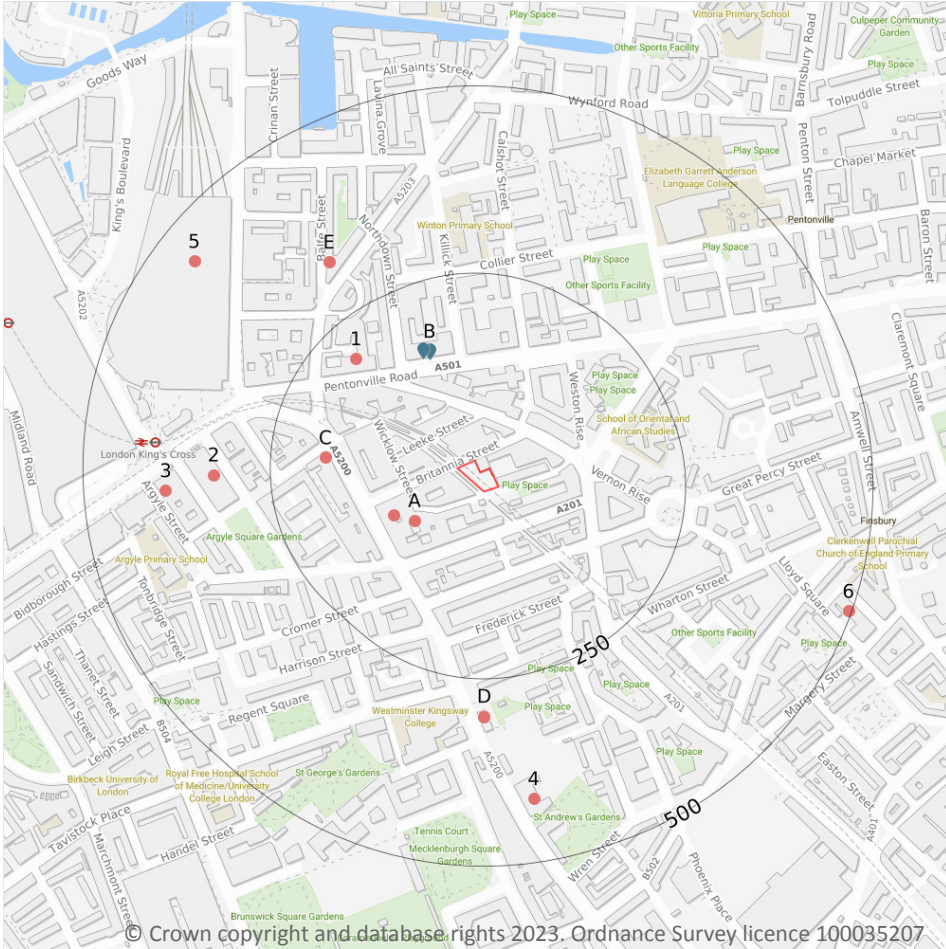 Play Space
Vittoria Primary School
Culpeper Community
Garden
Other Sports Facility
Play Space
Barnsbury Road
Goods Way
All Saints Street
Tolpuddle Street
Wynford Road
Crinan Street
Lavina Grove
Calshot Street
Penton Street
Play Space
Chapel Market
King's Boulevard
A5203
Elizabeth Garrett Anderson
Language College
Balfe Street
Northdown Street
Killick Street
Winton Primary School
Pentonville
Baron Street
5
E
Collier Street
Play Space
Play Space
Other Sports Facility
A5202
Claremont Square
1
B
A501
Pentonville Road
Play Space
Play Space
Weston Rise
School of Oriental and
African Studies
Midland Road
Amwell Street
London King's Cross
2
C
A5200
Wicklow Street
Leeke Street
Britannia Street
Play Space
Vernon Rise
Great Percy Street
3
Argyle Street
A
A201
Finsbury
Argyle Square Gardens
Clerkenwell Parochial
Church of England Primary
School
Argyle Primary School
Lloyd Square
Bidborough Street
Tonbridge Street
Wharton Street
6
Hastings Street
Cromer Street
Frederick Street
250
Other Sports Facility
Play Space
Thanet Street
Harrison Street
Sandwich Street
Play Space
Play Space
Margery Street
D
Play Space
Regent Square
Westminster Kingsway
College
Play Space
A201
B504
Leigh Street
A5200
Play Space
Easton Street
Birkbeck University of
London
Royal Free Hospital School
of Medicine/University
College London
St George's Gardens
4
500
St Andrew's Gardens
Tavistock Place
Tennis Court
A401
Handel Street
Mecklenburgh Square
Gardens
Wren Street
B502
Marchmont Street
Phoenix Place
Brunswick Square Gardens
© Crown copyright and database rights 2023. Ordnance Survey licence 100035207